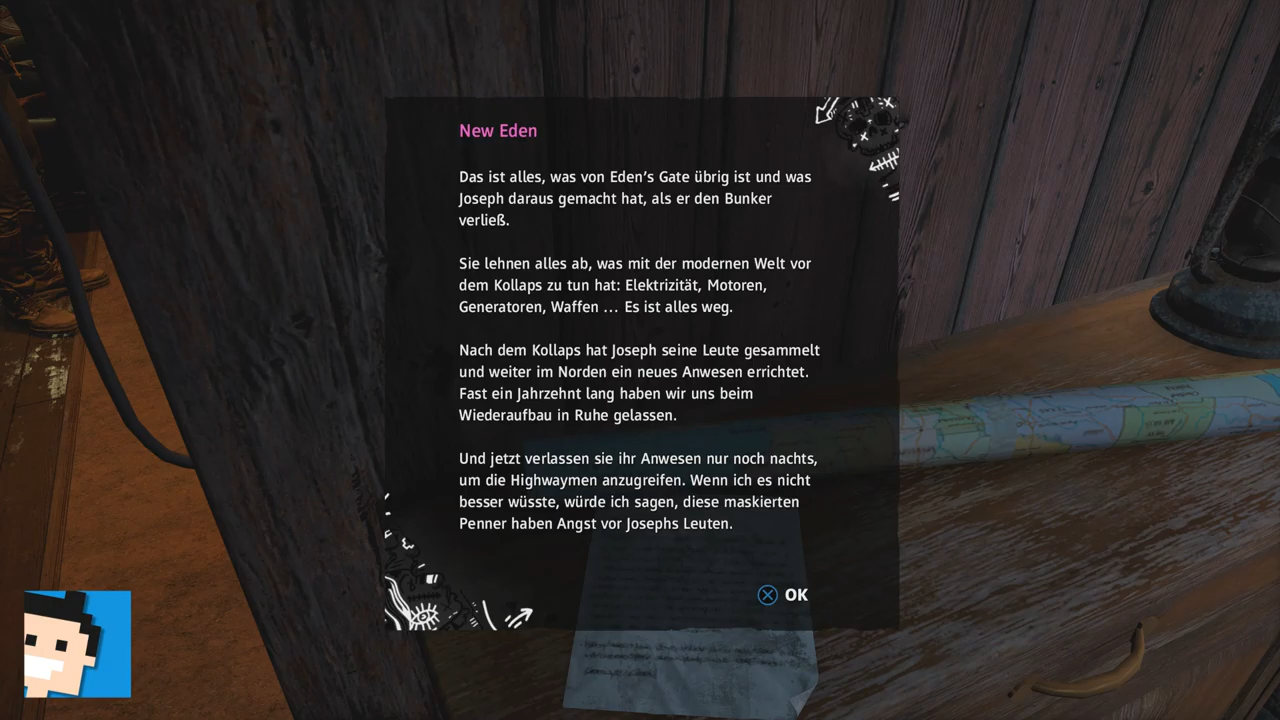 New Eden
Das ist alles, was von Eden’s Gate übrig ist und was
Joseph daraus gemacht hat, als er den Bunker
verließ.
Sie lehnen alles ab, was mit der modernen Welt vor
dem Kollaps zu tun hat: Elektrizität, Motoren,
Generatoren, Waffen … Es ist alles weg.
Nach dem Kollaps hat Joseph seine Leute gesammelt
und weiter im Norden ein neues Anwesen errichtet.
Fast ein Jahrzehnt lang haben wir uns beim
Wiederaufbau in Ruhe gelassen.
Und jetzt verlassen sie ihr Anwesen nur noch nachts,
um die Highwaymen anzugreifen. Wenn ich es nicht
besser wüsste, würde ich sagen, diese maskierten
Penner haben Angst vor Josephs Leuten.
OK